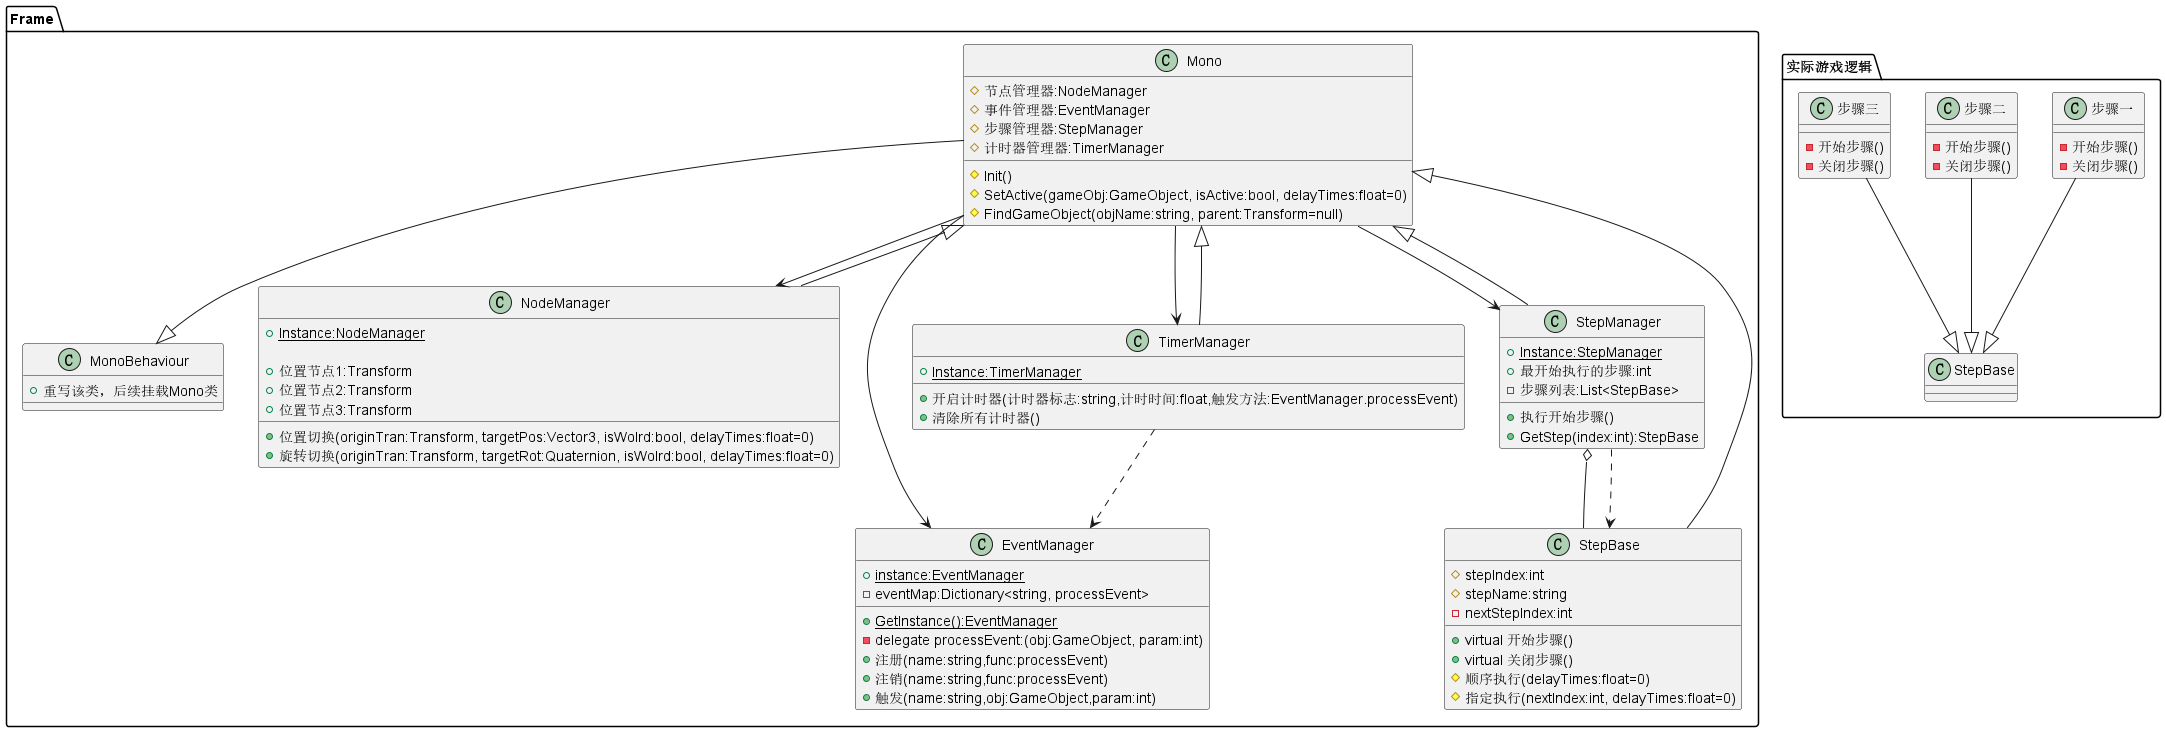 Frame
Mono
节点管理器:NodeManager
事件管理器:EventManager
步骤管理器:StepManager
计时器管理器:TimerManager
Init()
SetActive(gameObj:GameObject, isActive:bool, delayTimes:float=0)
FindGameObject(objName:string, parent:Transform=null)
MonoBehaviour
重写该类，后续挂载Mono类
NodeManager
Instance:NodeManager
位置节点1:Transform
位置节点2:Transform
位置节点3:Transform
位置切换(originTran:Transform, targetPos:Vector3, isWolrd:bool, delayTimes:float=0)
旋转切换(originTran:Transform, targetRot:Quaternion, isWolrd:bool, delayTimes:float=0)
TimerManager
Instance:TimerManager
开启计时器(计时器标志:string,计时时间:float,触发方法:EventManager.processEvent)
清除所有计时器()
StepManager
Instance:StepManager
最开始执行的步骤:int
步骤列表:List<StepBase>
执行开始步骤()
GetStep(index:int):StepBase
EventManager
instance:EventManager
eventMap:Dictionary<string, processEvent>
GetInstance():EventManager
delegate processEvent:(obj:GameObject, param:int)
注册(name:string,func:processEvent)
注销(name:string,func:processEvent)
触发(name:string,obj:GameObject,param:int)
StepBase
stepIndex:int
stepName:string
nextStepIndex:int
virtual 开始步骤()
virtual 关闭步骤()
顺序执行(delayTimes:float=0)
指定执行(nextIndex:int, delayTimes:float=0)
实际游戏逻辑
步骤三
开始步骤()
关闭步骤()
步骤二
开始步骤()
关闭步骤()
步骤一
开始步骤()
关闭步骤()
StepBase